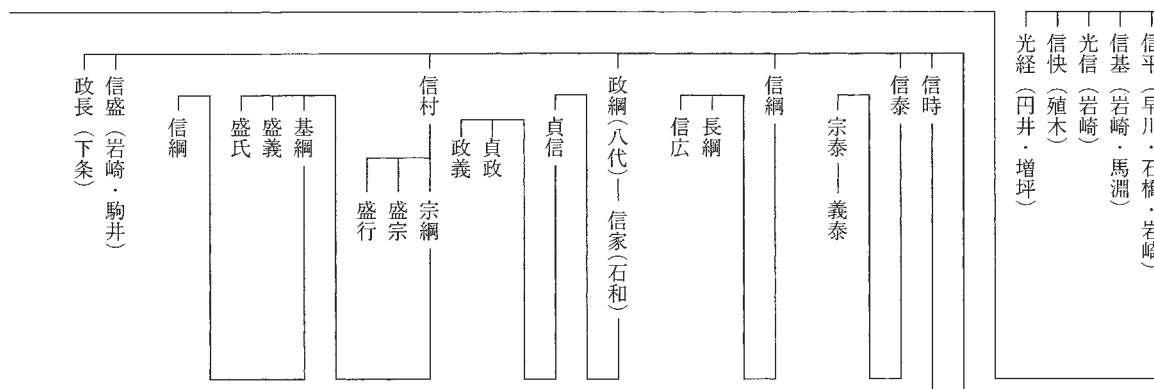 信平（早川・石橋・岩崎）
信基（岩崎・馬淵）
光信（岩崎）
信快（殖木）
光経（円井・増坪）
信時
信泰
宗泰
義泰
信綱
長綱
信広
政綱（八代）
信家（石和）
貞信
貞政
政義
信村
宗綱
盛宗
盛行
基綱
盛義
盛氏
信綱
信盛（岩崎・駒井）
政長（下条）